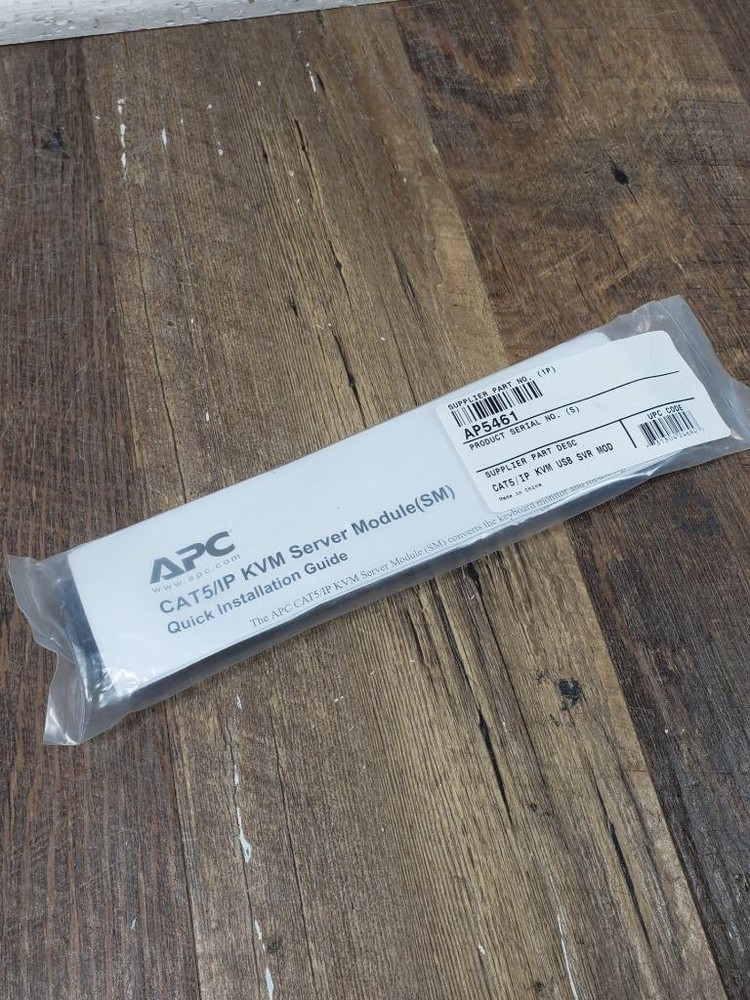 APC
www.apc.com
CAT5/IP KVM Server Module(SM)
Quick Installation Guide
The APC CAT5/IP KVM Server Module (SM) converts the keyboard monitor and
SUPPLIER PART NO. (1P)
AP5461
PRODUCT SERIAL NO. (S)
SUPPLIER PART DESC
CAT5/IP KVM USB SVR MOD
Made in China
UPC CODE